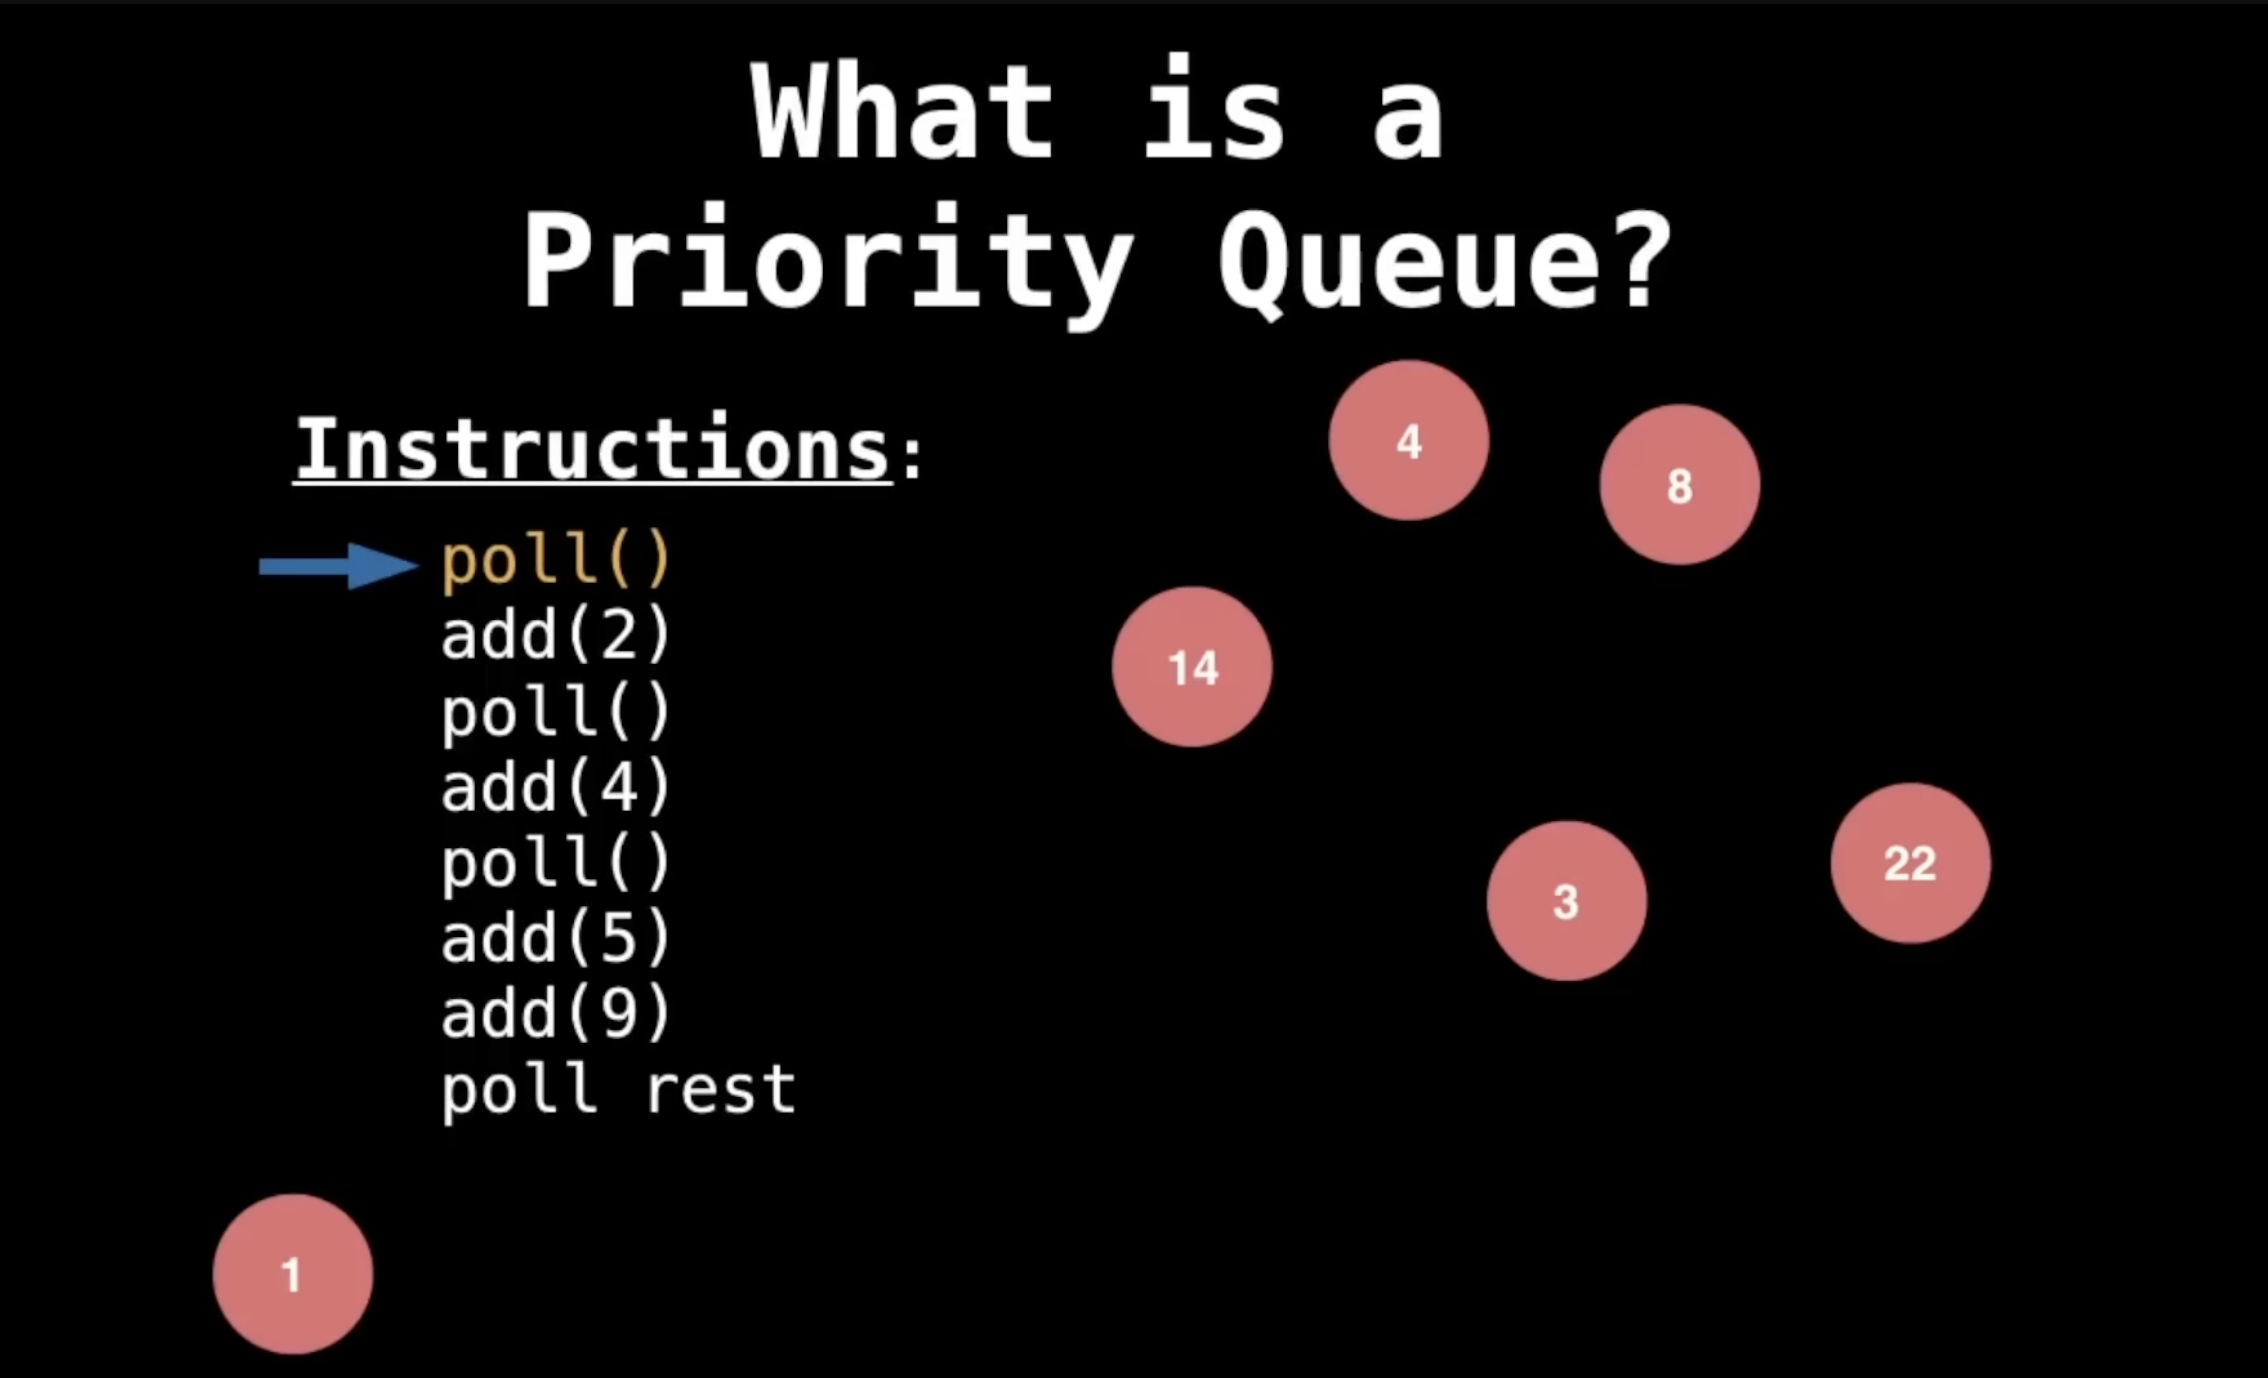 What is a
Priority Queue?
Instructions:
poll()
add(2)
poll()
add(4)
poll()
add(5)
add(9)
poll rest
4
8
14
3
22
1